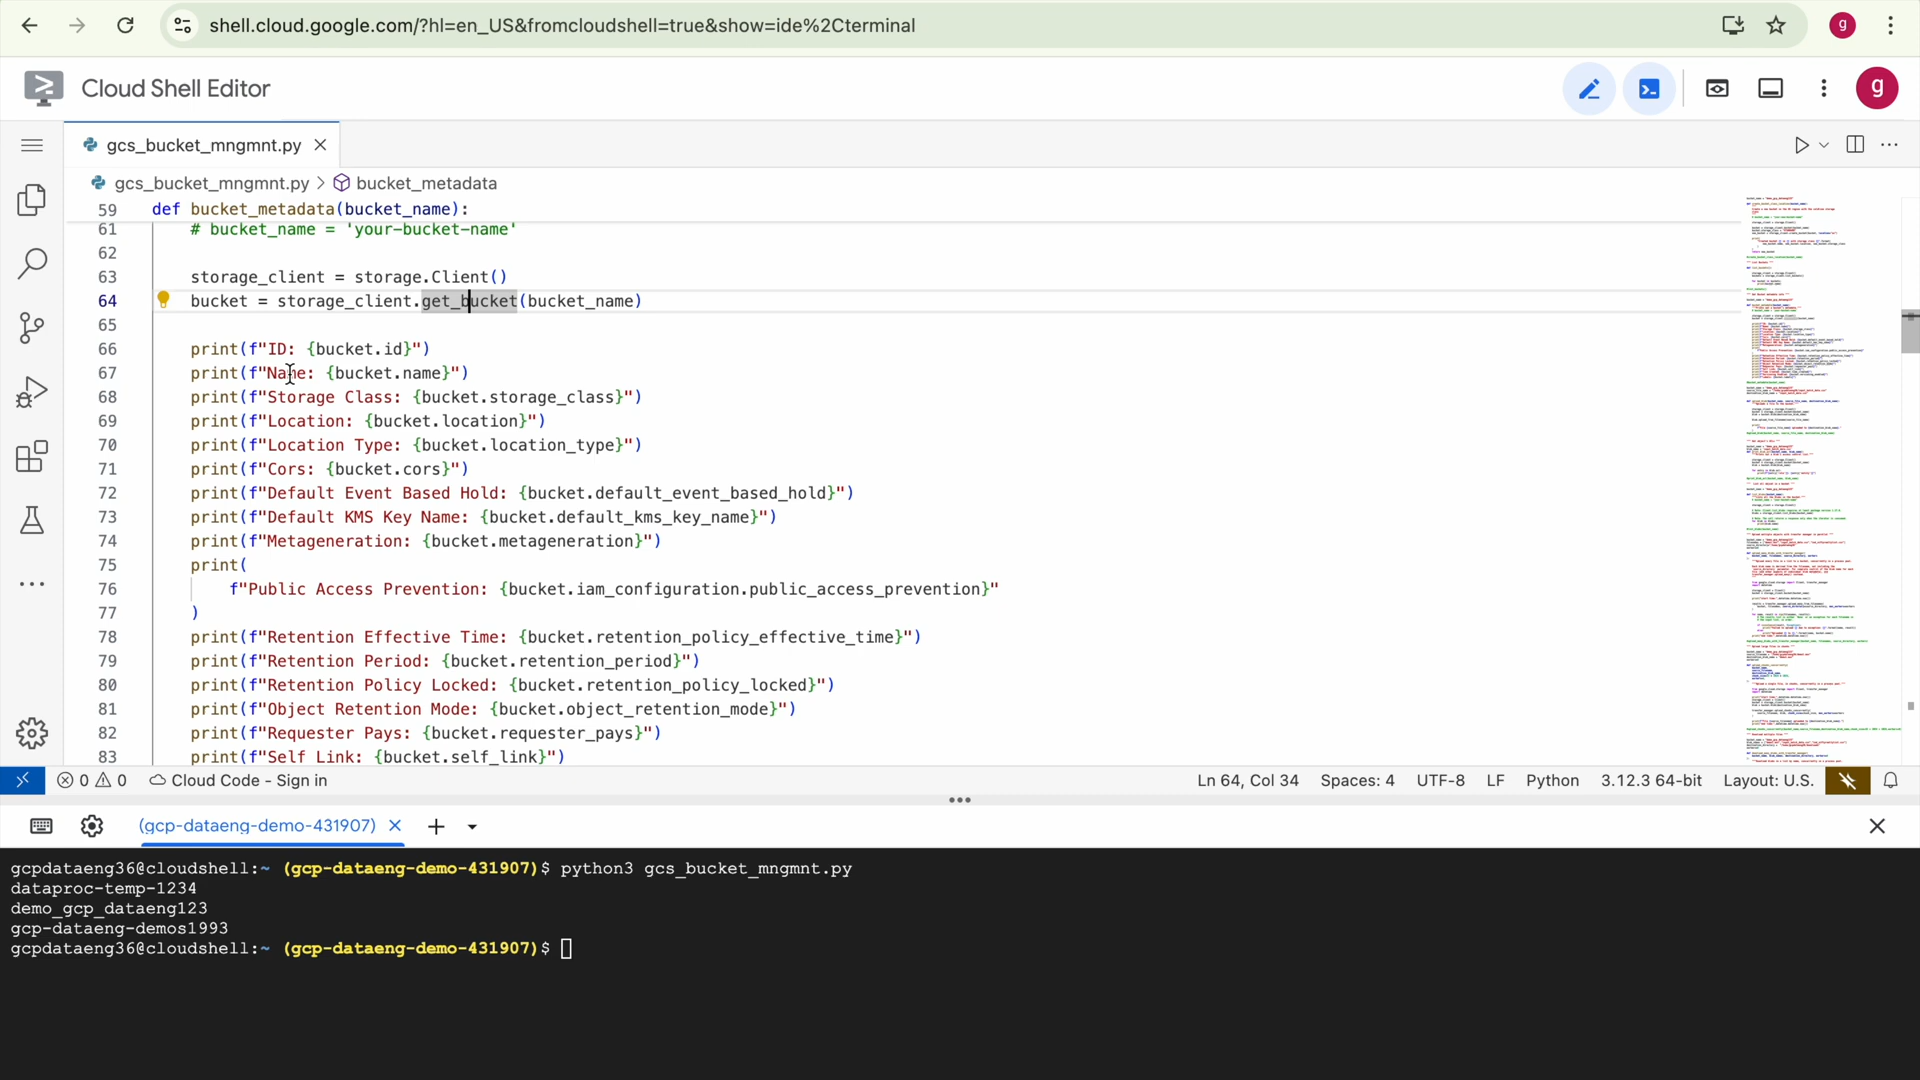 shell.cloud.google.com/?hl=en_US&fromcloudshell=true&show=ide%2Cterminal
g
Cloud Shell Editor
g
gcs_bucket_mngmnt.py
gcs_bucket_mngmnt.py > bucket_metadata
59 def bucket_metadata(bucket_name):
61 # bucket_name = 'your-bucket-name'
62
63 storage_client = storage.Client()
64 bucket = storage_client.get_bucket(bucket_name)
65
66 print(f"ID: {bucket.id}")
67 print(f"Name: {bucket.name}")
68 print(f"Storage Class: {bucket.storage_class}")
69 print(f"Location: {bucket.location}")
70 print(f"Location Type: {bucket.location_type}")
71 print(f"Cors: {bucket.cors}")
72 print(f"Default Event Based Hold: {bucket.default_event_based_hold}")
73 print(f"Default KMS Key Name: {bucket.default_kms_key_name}")
74 print(f"Metageneration: {bucket.metageneration}")
75 print(
76 f"Public Access Prevention: {bucket.iam_configuration.public_access_prevention}"
77 )
78 print(f"Retention Effective Time: {bucket.retention_policy_effective_time}")
79 print(f"Retention Period: {bucket.retention_period}")
80 print(f"Retention Policy Locked: {bucket.retention_policy_locked}")
81 print(f"Object Retention Mode: {bucket.object_retention_mode}")
82 print(f"Requester Pays: {bucket.requester_pays}")
83 print(f"Self Link: {bucket.self_link}")
0 0 Cloud Code - Sign in Ln 64, Col 34 Spaces: 4 UTF-8 LF Python 3.12.3 64-bit Layout: U.S.
(gcp-dataeng-demo-431907)
gcpdataeng36@cloudshell:~ (gcp-dataeng-demo-431907)$ python3 gcs_bucket_mngmnt.py
dataproc-temp-1234
demo_gcp_dataeng123
gcp-dataeng-demos1993
gcpdataeng36@cloudshell:~ (gcp-dataeng-demo-431907)$